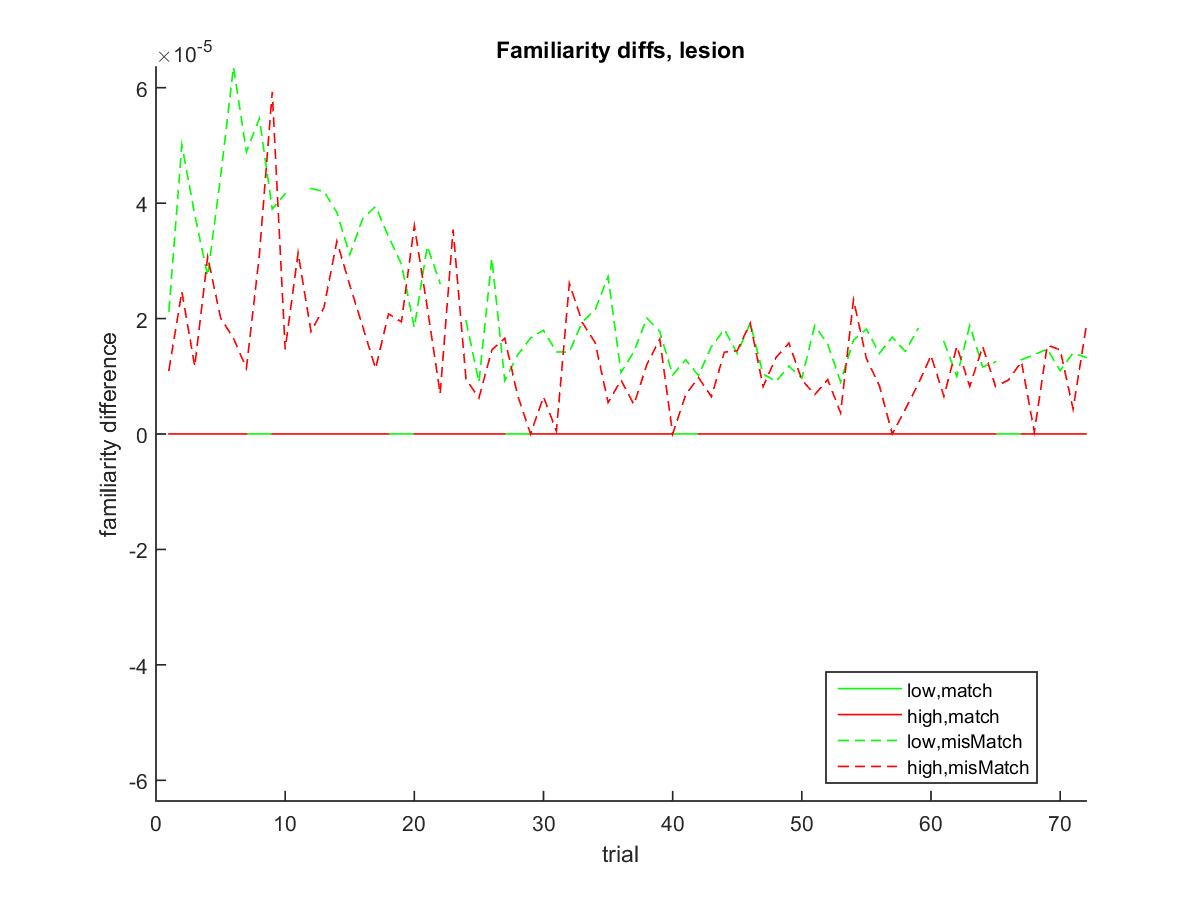 Familiarity diffs, lesion
×10-5
6
4
2
0
-2
-4
-6
familiarity difference
0 10 20 30 40 50 60 70
trial
low,match
high,match
low,misMatch
high,misMatch